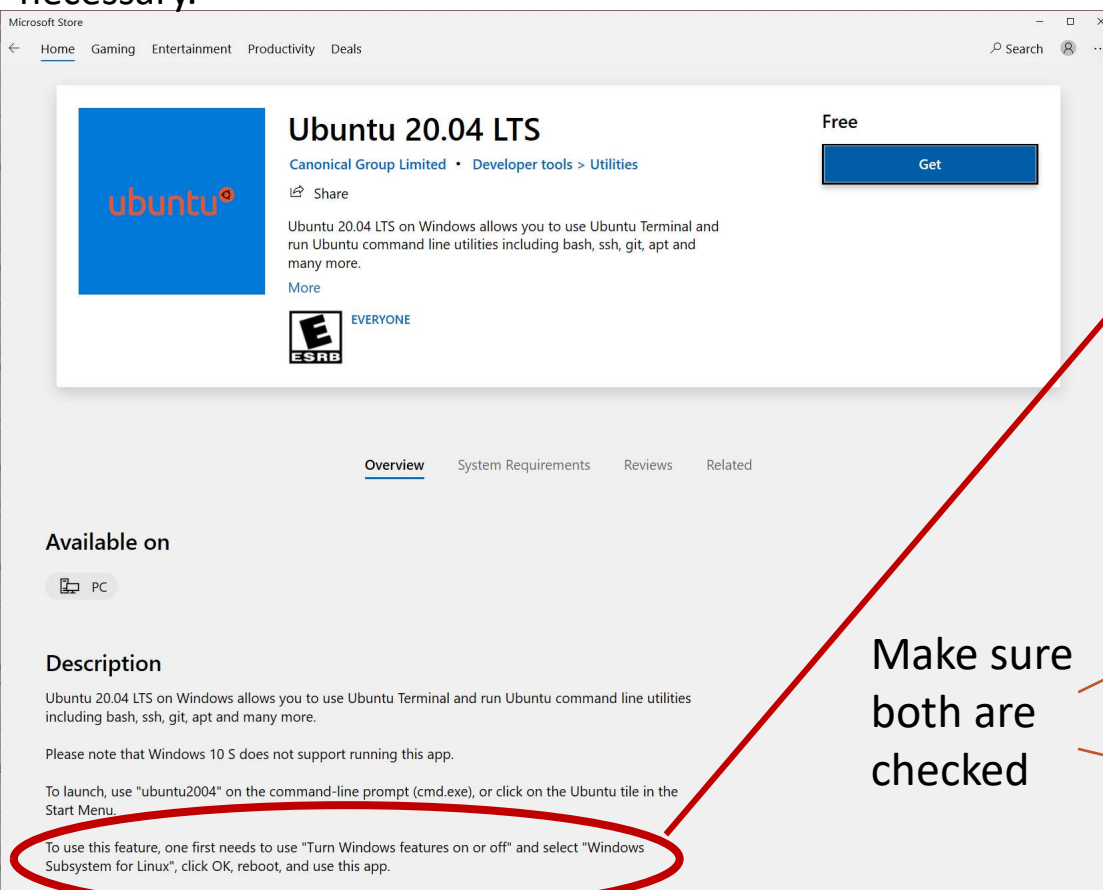 necessary.
Microsoft Store
Home Gaming Entertainment Productivity Deals
Search
Ubuntu 20.04 LTS
Canonical Group Limited • Developer tools > Utilities
Share
Ubuntu 20.04 LTS on Windows allows you to use Ubuntu Terminal and
run Ubuntu command line utilities including bash, ssh, git, apt and
many more.
More
ubuntu
E
ESRB
EVERYONE
Free
Get
Overview System Requirements Reviews Related
Available on
PC
Description
Ubuntu 20.04 LTS on Windows allows you to use Ubuntu Terminal and run Ubuntu command line utilities
including bash, ssh, git, apt and many more.
Please note that Windows 10 S does not support running this app.
To launch, use "ubuntu2004" on the command-line prompt (cmd.exe), or click on the Ubuntu tile in the
Start Menu.
To use this feature, one first needs to use "Turn Windows features on or off" and select "Windows
Subsystem for Linux", click OK, reboot, and use this app.
Make sure
both are
checked